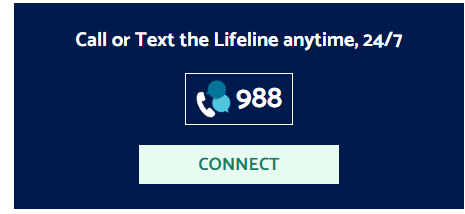 Call or Text the Lifeline anytime, 24/7
988
CONNECT